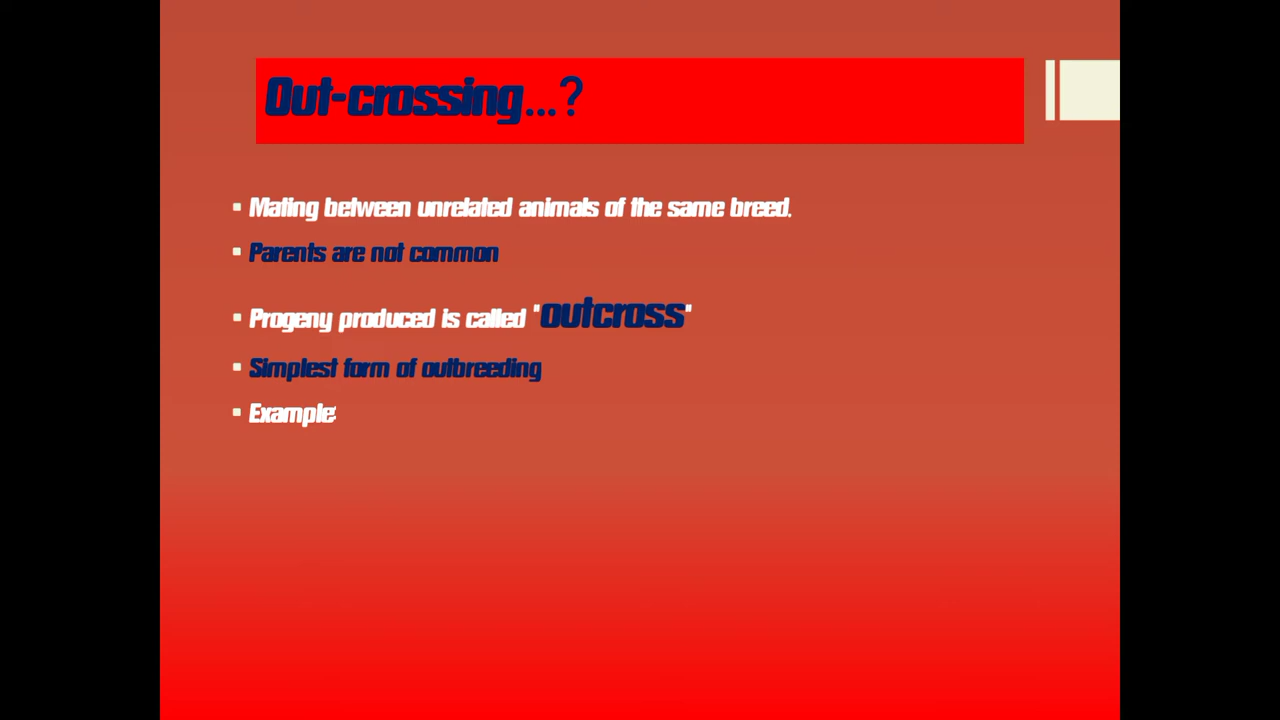 Out-crossing...?
▪ Mating between unrelated animals of the same breed.
▪ Parents are not common
▪ Progeny produced is called "outcross"
▪ Simplest form of outbreeding
▪ Example: